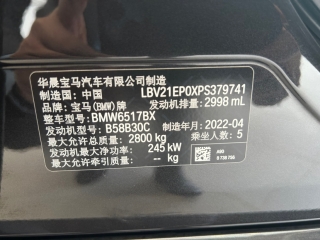 华晨宝马汽车有限公司制造
制造国：中国 LBV21EP0XPS379741
品牌：宝马(BMW)牌 发动机排量：2998 mL
整车型号：BMW6517BX
发动机型号：B58B30C 制造年月：2022-04
最大允许总质量：2800 kg 乘坐人数：5
发动机最大净功率：245 kW
最大允许牵引质量：-- kg